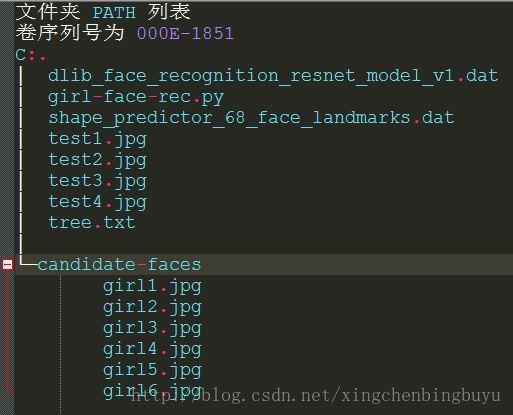 文件夹 PATH 列表
卷序列号为 000E-1851
C:.
│  dlib_face_recognition_resnet_model_v1.dat
│  girl-face-rec.py
│  shape_predictor_68_face_landmarks.dat
│  test1.jpg
│  test2.jpg
│  test3.jpg
│  test4.jpg
│  tree.txt
│
└─candidate-faces
        girl1.jpg
        girl2.jpg
        girl3.jpg
        girl4.jpg
        girl5.jpg
        girl6.jpg
http://blog.csdn.net/xingchenbingbuyu